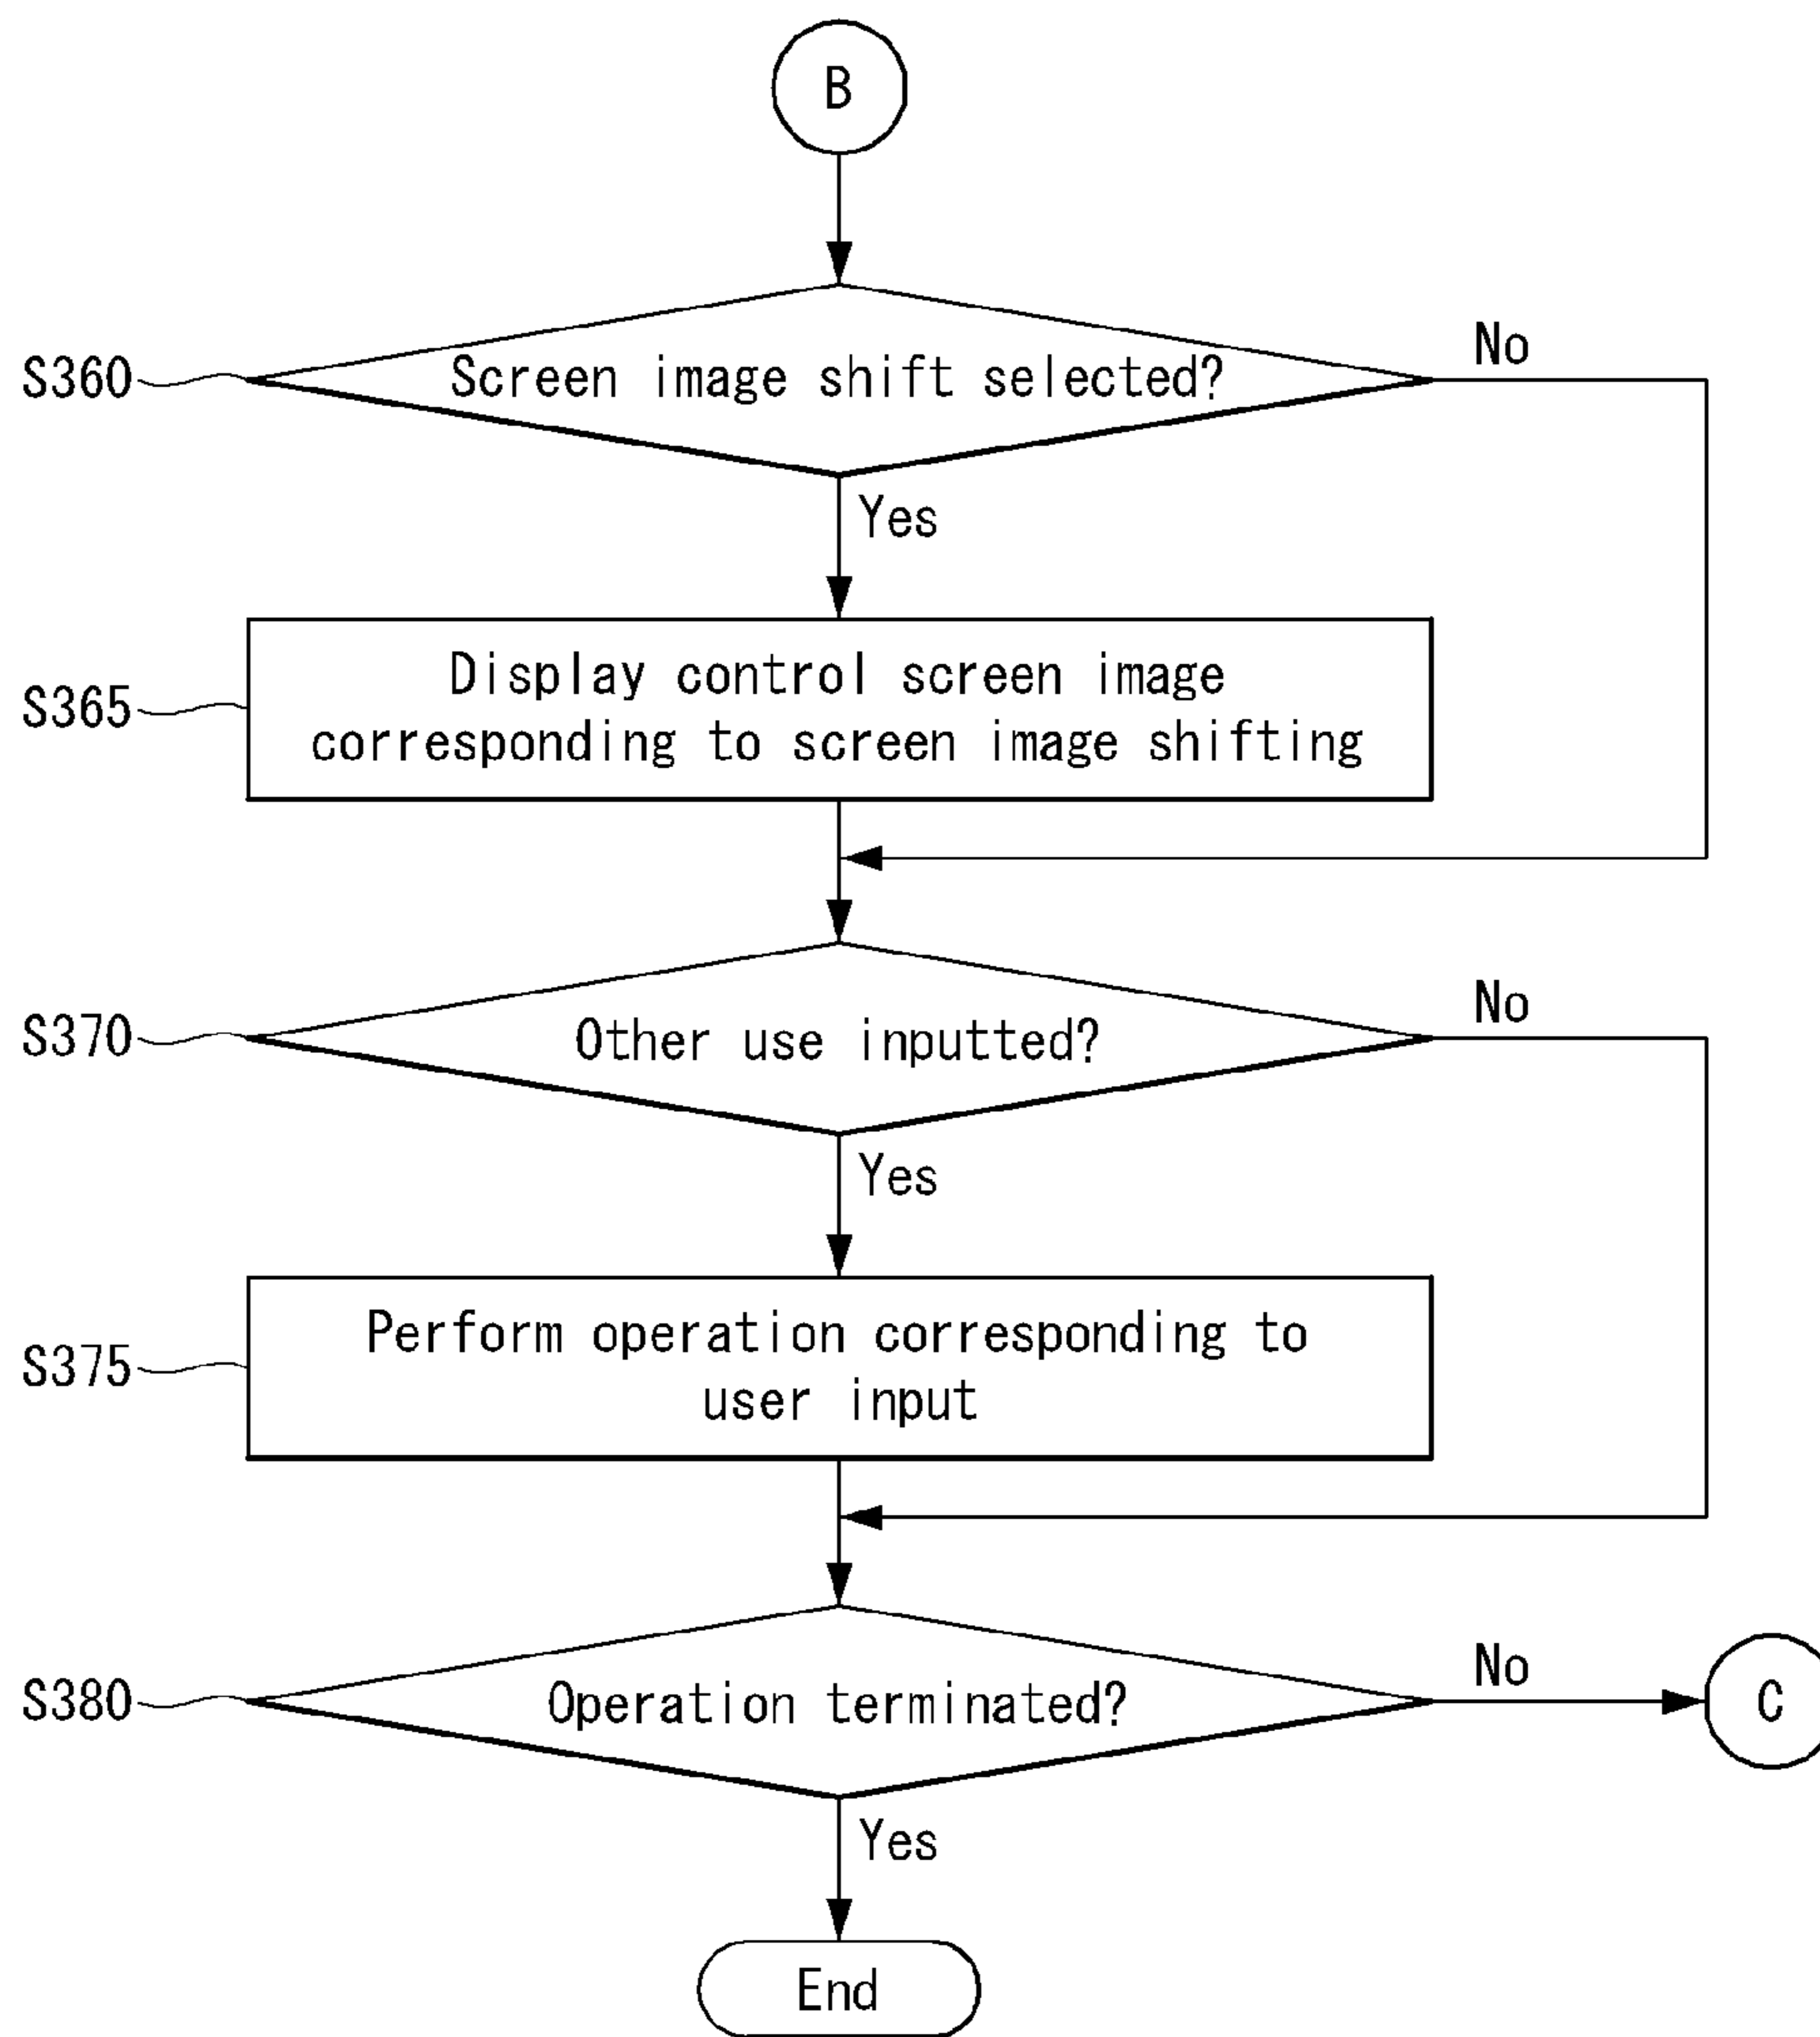 B
S360
Screen image shift selected?
No
Yes
S365
Display control screen image
corresponding to screen image shifting
S370
Other use inputted?
No
Yes
S375
Perform operation corresponding to
user input
S380
Operation terminated?
No
C
Yes
End